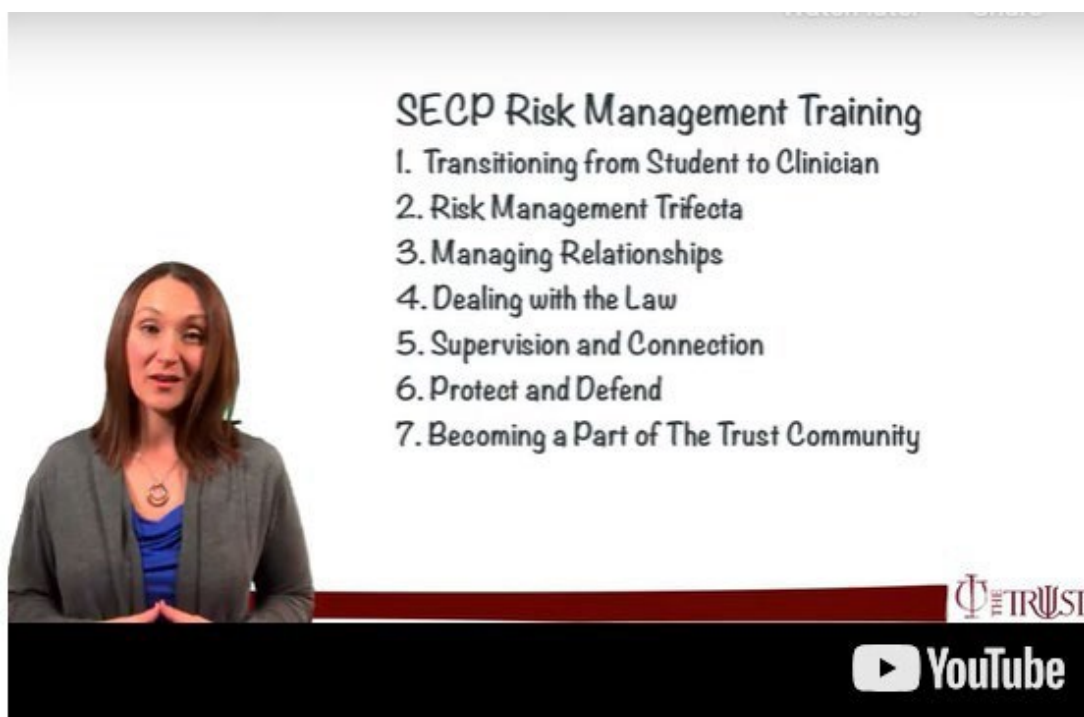 SECP Risk Management Training
1. Transitioning from Student to Clinician
2. Risk Management Trifecta
3. Managing Relationships
4. Dealing with the Law
5. Supervision and Connection
6. Protect and Defend
7. Becoming a Part of The Trust Community
THE TRUST
YouTube